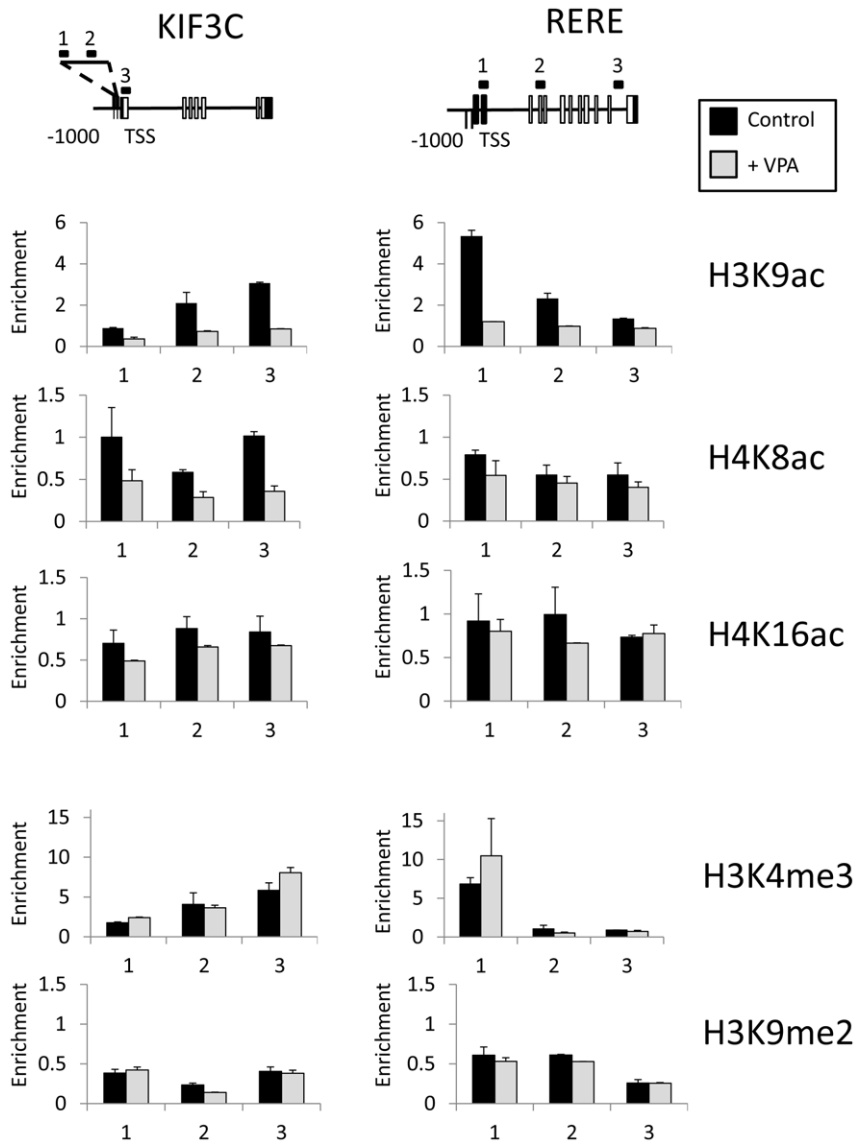 KIF3C
RERE
1 2
3
-1000 TSS
1 2 3
-1000 TSS
Control
+ VPA
Enrichment
6
4
2
0
1 2 3
Enrichment
6
4
2
0
1 2 3
H3K9ac
Enrichment
1.5
1
0.5
0
1 2 3
Enrichment
1.5
1
0.5
0
1 2 3
H4K8ac
Enrichment
1.5
1
0.5
0
1 2 3
Enrichment
1.5
1
0.5
0
1 2 3
H4K16ac
Enrichment
15
10
5
0
1 2 3
Enrichment
15
10
5
0
1 2 3
H3K4me3
Enrichment
1.5
1
0.5
0
1 2 3
Enrichment
1.5
1
0.5
0
1 2 3
H3K9me2